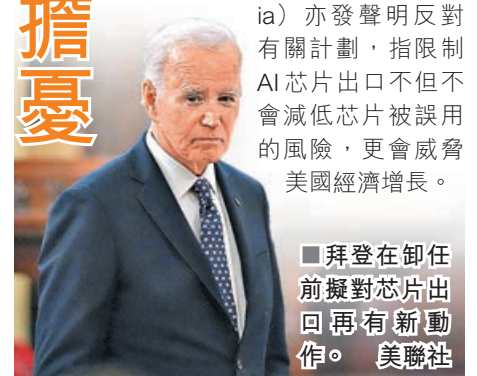 擔憂
ia）亦發聲明反對
有關計劃，指限制
AI芯片出口不但不
會減低芯片被誤用
的風險，更會威脅
美國經濟增長。
■拜登在卸任
前擬對芯片出
口再有新動
作。 美聯社